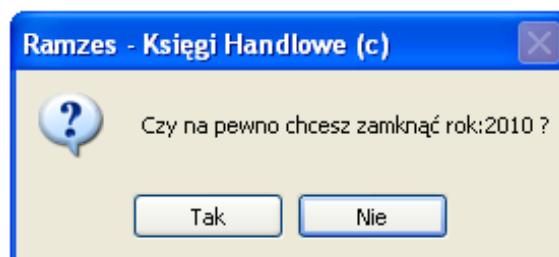 Ramzes - Księgi Handlowe (c)
Czy na pewno chcesz zamknąć rok:2010 ?
Tak Nie